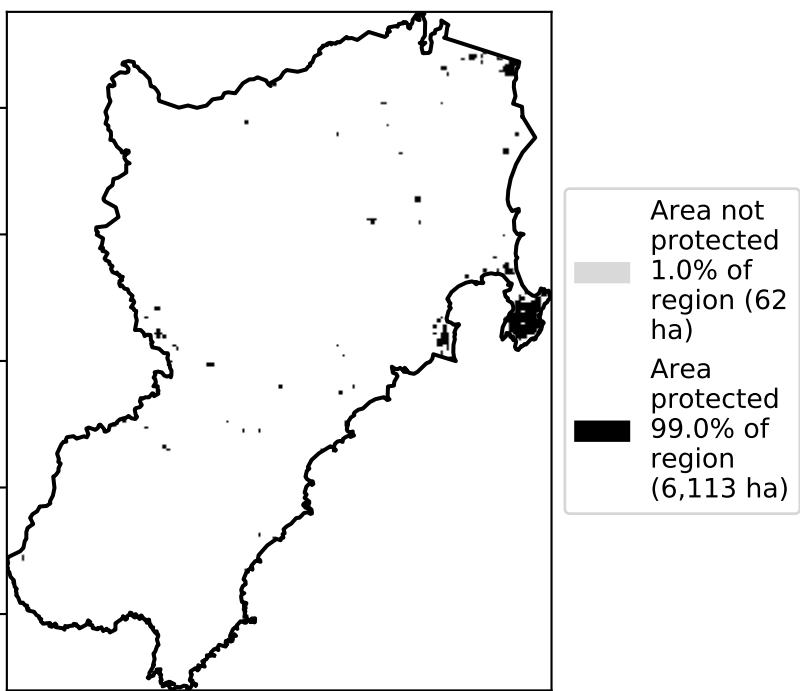 Area not
protected
1.0% of
region (62
ha)
Area
protected
99.0% of
region
(6,113 ha)